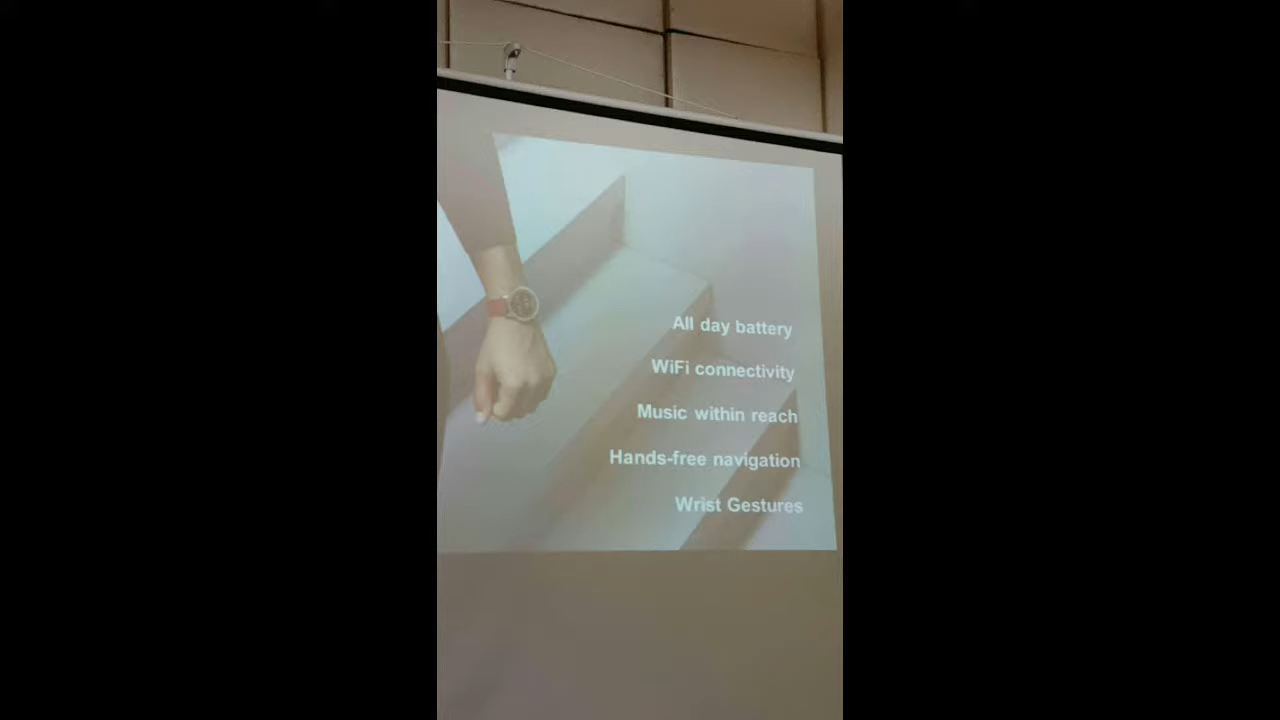 All day battery
WiFi connectivity
Music within reach
Hands-free navigation
Wrist Gestures